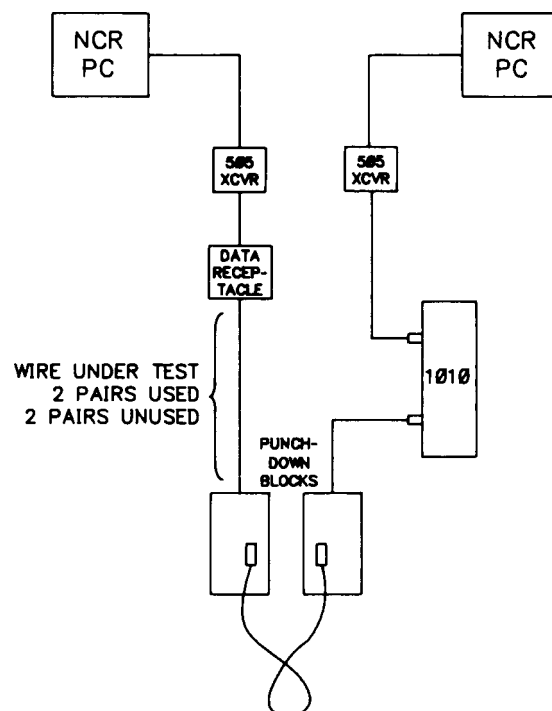 NCR
PC
NCR
PC
505
XCVR
505
XCVR
DATA
RECEP-
TACLE
WIRE UNDER TEST
2 PAIRS USED
2 PAIRS UNUSED
1010
PUNCH-
DOWN
BLOCKS